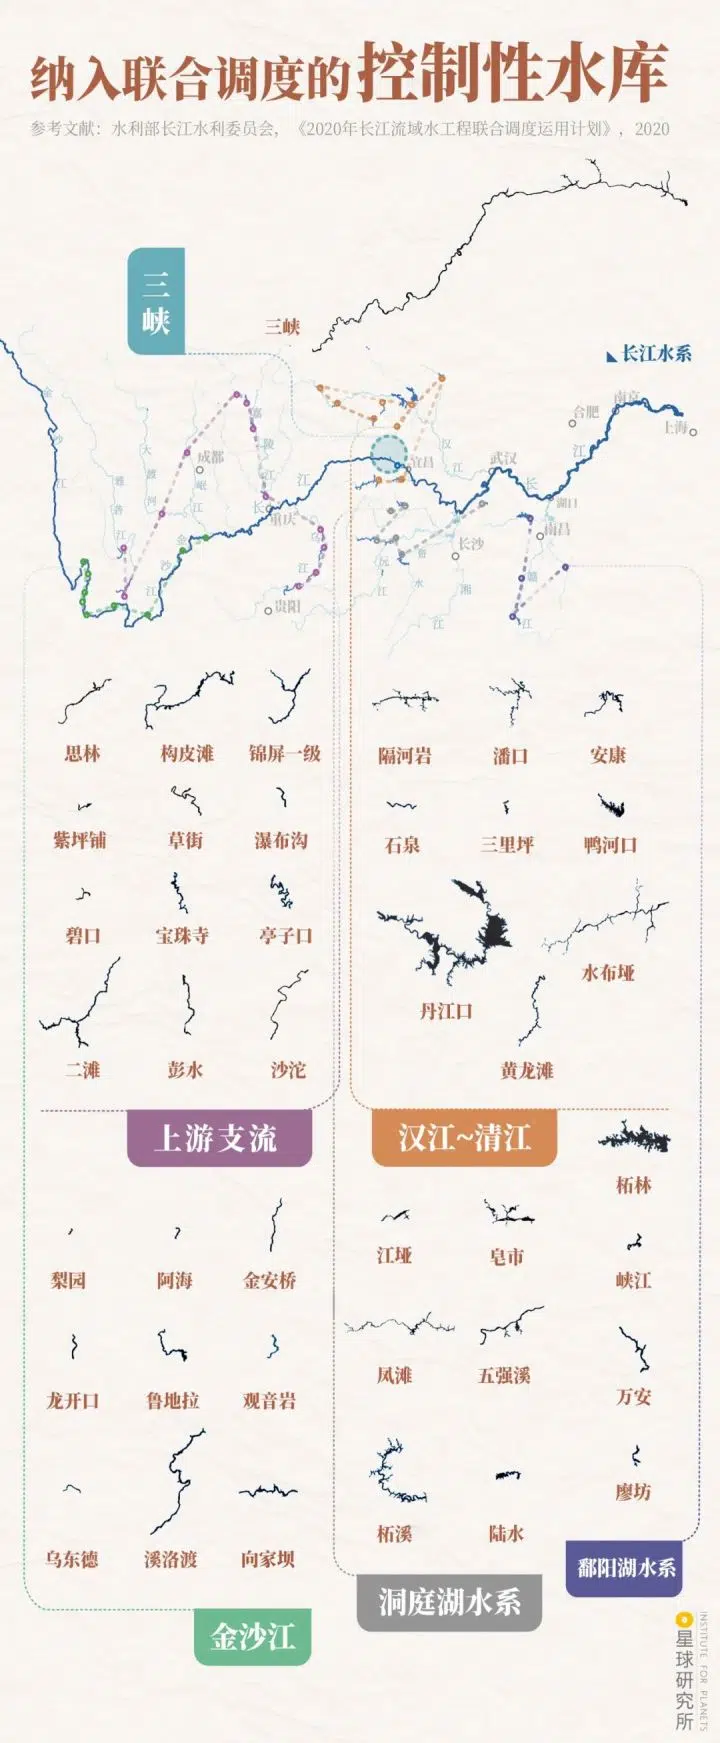 纳入联合调度的控制性水库
参考文献：水利部长江水利委员会，《2020年长江流域水工程联合调度运用计划》，2020
三峡
三峡
长江水系
金
沙
江
雅
砻
江
大
渡
河
成都
岷
江
嘉
陵
江
重庆
长
江
金
沙
江
乌
江
贵阳
宜昌
汉
江
武汉
长
江
合肥
南京
上海
湖口
南昌
赣
江
长沙
沅
江
资
水
湘
江
思林
构皮滩
锦屏一级
紫坪铺
草街
瀑布沟
碧口
宝珠寺
亭子口
二滩
彭水
沙沱
上游支流
隔河岩
潘口
安康
石泉
三里坪
鸭河口
丹江口
水布垭
黄龙滩
汉江~清江
梨园
阿海
金安桥
龙开口
鲁地拉
观音岩
乌东德
溪洛渡
向家坝
金沙江
江垭
皂市
凤滩
五强溪
柘溪
陆水
洞庭湖水系
柘林
峡江
万安
廖坊
鄱阳湖水系
星球研究所
INSTITUTE FOR PLANETS